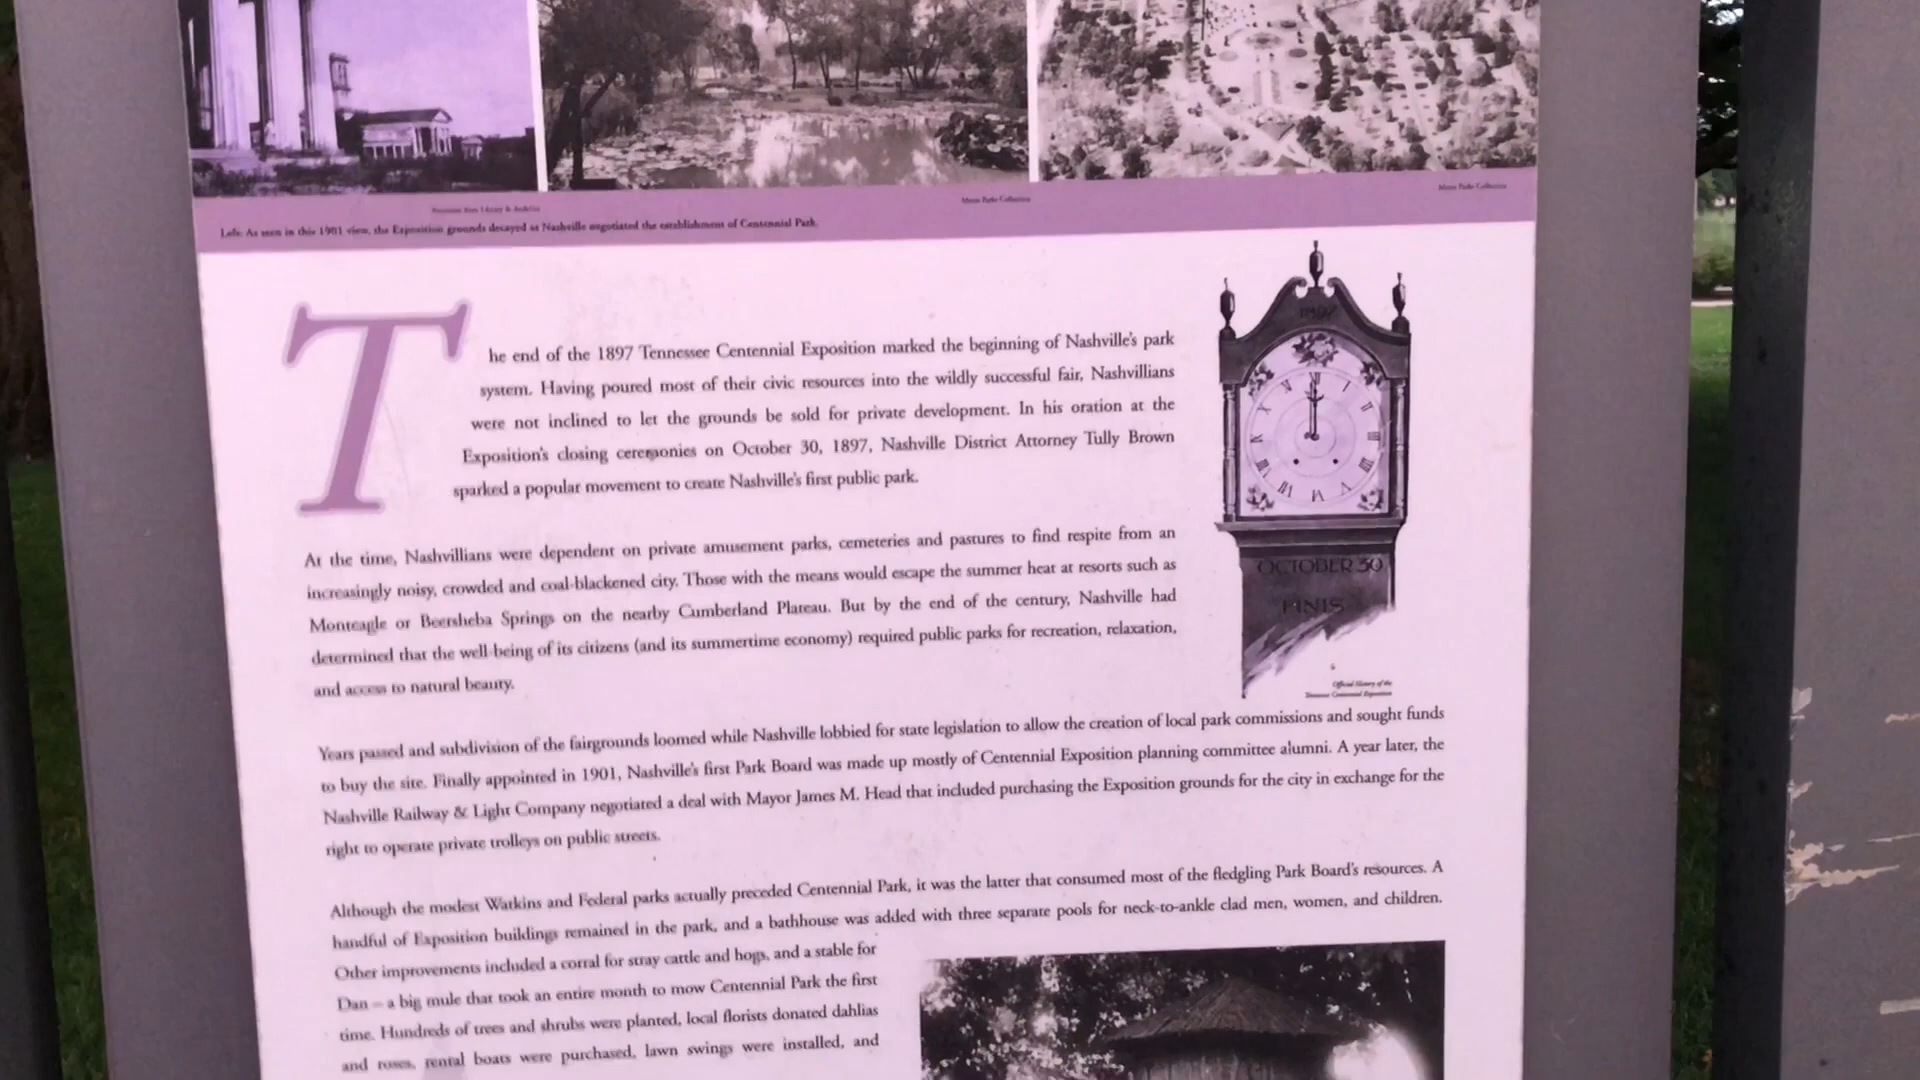 Metro Parks Collection
Metro Parks Collection
Left: As seen in this 1901 view, the Exposition grounds decayed as Nashville negotiated the establishment of Centennial Park.
The end of the 1897 Tennessee Centennial Exposition marked the beginning of Nashville's park
system. Having poured most of their civic resources into the wildly successful fair, Nashvillians
were not inclined to let the grounds be sold for private development. In his oration at the
Exposition's closing ceremonies on October 30, 1897, Nashville District Attorney Tully Brown
sparked a popular movement to create Nashville's first public park.
1897
OCTOBER 30
FINIS
Official History of the
Tennessee Centennial Exposition
At the time, Nashvillians were dependent on private amusement parks, cemeteries and pastures to find respite from an
increasingly noisy, crowded and coal-blackened city. Those with the means would escape the summer heat at resorts such as
Monteagle or Beersheba Springs on the nearby Cumberland Plateau. But by the end of the century, Nashville had
determined that the well-being of its citizens (and its summertime economy) required public parks for recreation, relaxation,
and access to natural beauty.
Years passed and subdivision of the fairgrounds loomed while Nashville lobbied for state legislation to allow the creation of local park commissions and sought funds
to buy the site. Finally appointed in 1901, Nashville's first Park Board was made up mostly of Centennial Exposition planning committee alumni. A year later, the
Nashville Railway & Light Company negotiated a deal with Mayor James M. Head that included purchasing the Exposition grounds for the city in exchange for the
right to operate private trolleys on public streets.
Although the modest Watkins and Federal parks actually preceded Centennial Park, it was the latter that consumed most of the fledgling Park Board's resources. A
handful of Exposition buildings remained in the park, and a bathhouse was added with three separate pools for neck-to-ankle clad men, women, and children.
Other improvements included a corral for stray cattle and hogs, and a stable for
Dan – a big mule that took an entire month to mow Centennial Park the first
time. Hundreds of trees and shrubs were planted, local florists donated dahlias
and roses, rental boats were purchased, lawn swings were installed, and